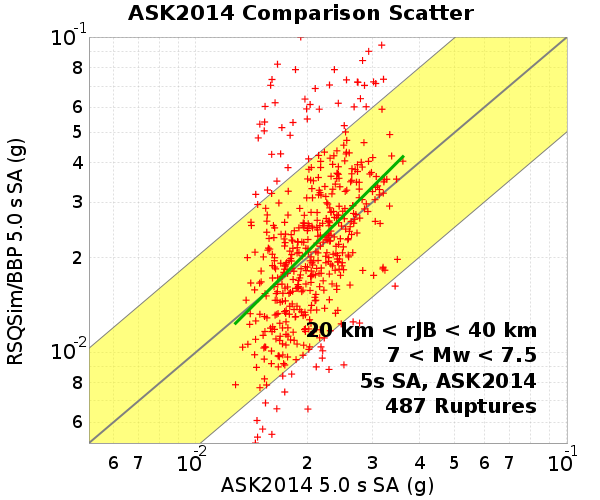 ASK2014 Comparison Scatter
10-1
8
6
5
4
3
2
10-2
8
6
RSQSim/BBP 5.0 s SA (g)
20 km < rJB < 40 km
7 < Mw < 7.5
5s SA, ASK2014
487 Ruptures
6 7 10-2 2 3 4 5 6 7 10-1
ASK2014 5.0 s SA (g)